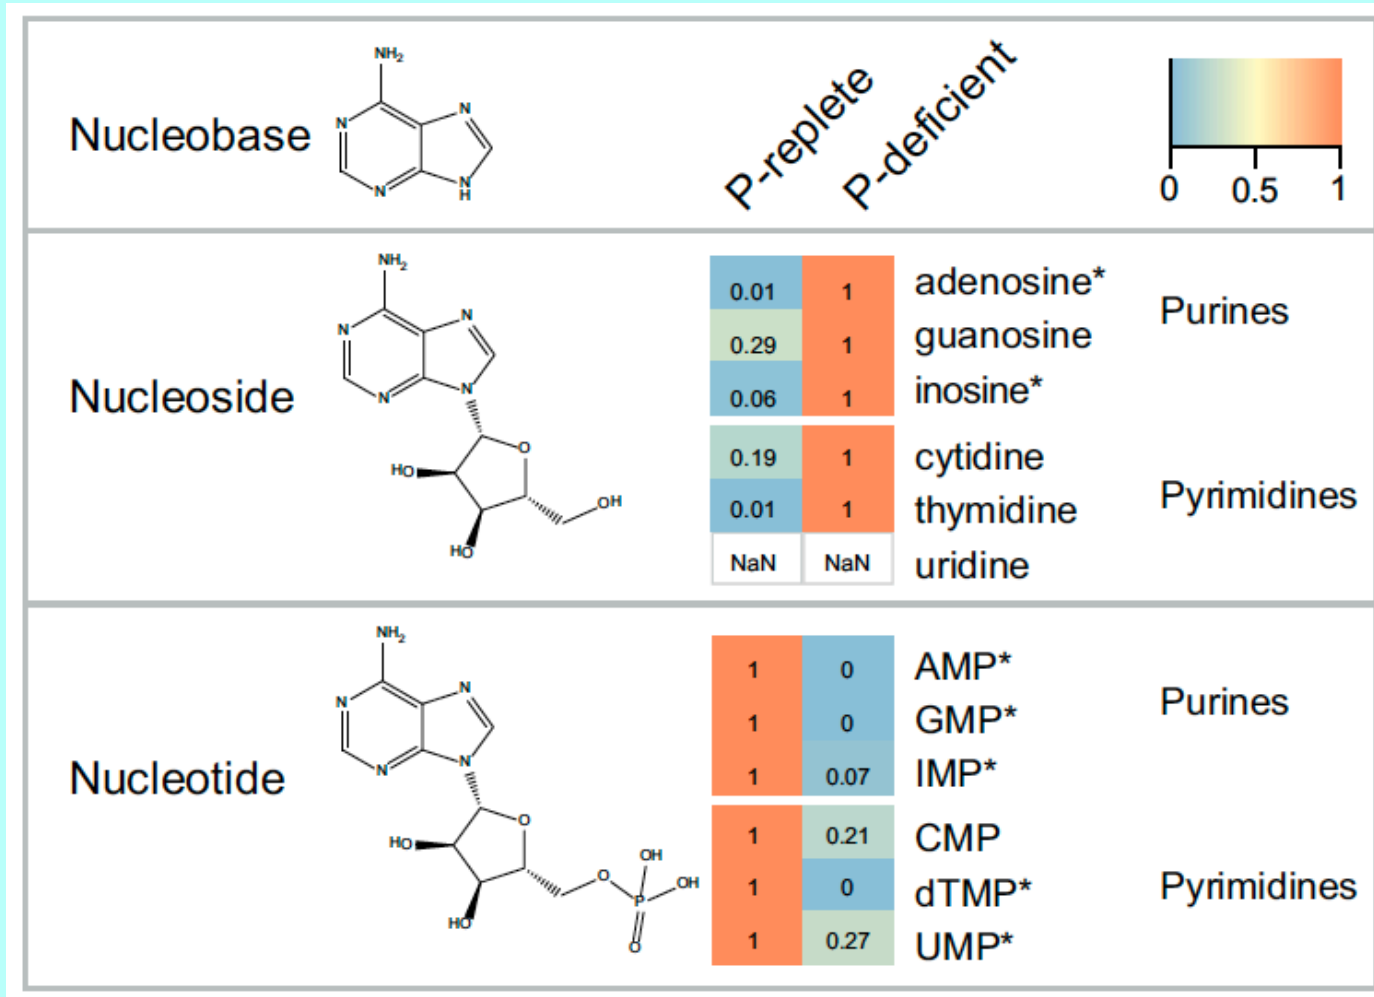 NH2
N
N
N
N
H
Nucleobase
P-replete
P-deficient
0 0.5 1
NH2
N
N
N
N
O
HO
OH
HO
Nucleoside
0.01 1 adenosine*
0.29 1 guanosine
0.06 1 inosine*
Purines
0.19 1 cytidine
0.01 1 thymidine
NaN NaN uridine
Pyrimidines
NH2
N
N
N
N
O
HO
HO
O
P
OH
OH
O
Nucleotide
1 0 AMP*
1 0 GMP*
1 0.07 IMP*
Purines
1 0.21 CMP
1 0 dTMP*
1 0.27 UMP*
Pyrimidines